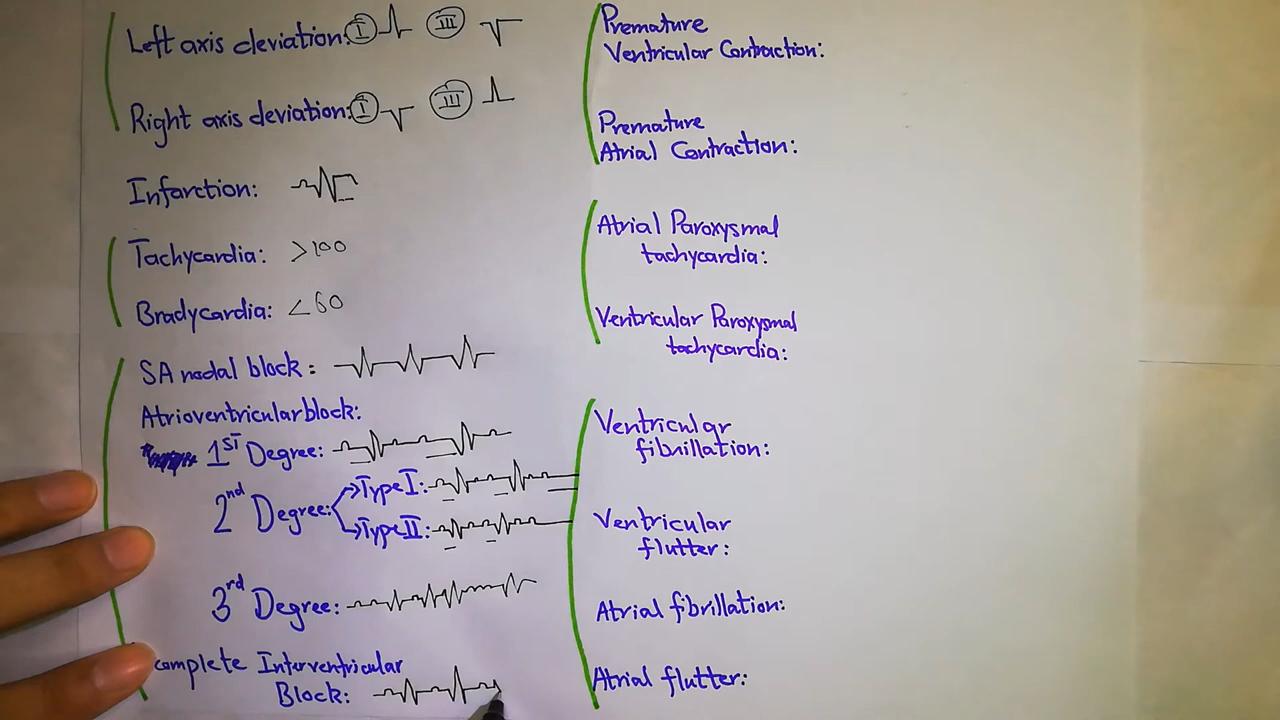 Left axis deviation: I III
Right axis deviation: I III
Infarction:
Tachycardia: >100
Bradycardia: <60
SA nodal block:
Atrioventricular block:
1st Degree:
2nd Degree: Type I:
Type II:
3rd Degree:
complete Interventricular
Block:
Premature
Ventricular Contraction:
Premature
Atrial Contraction:
Atrial Paroxysmal
tachycardia:
Ventricular Paroxysmal
tachycardia:
Ventricular
fibrillation:
Ventricular
flutter:
Atrial fibrillation:
Atrial flutter: